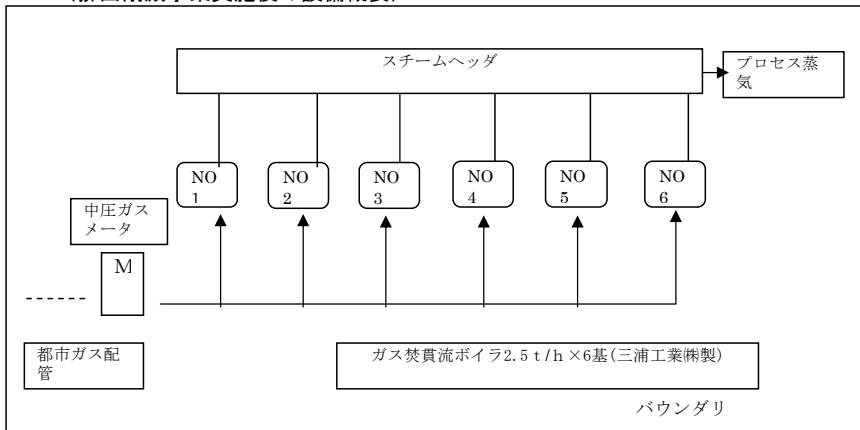 スチームヘッダ
プロセス蒸
気
NO
1
NO
2
NO
3
NO
4
NO
5
NO
6
中圧ガス
メータ
M
都市ガス配
管
ガス焚貫流ボイラ2.5 t/h×6基(三浦工業㈱製)
バウンダリ